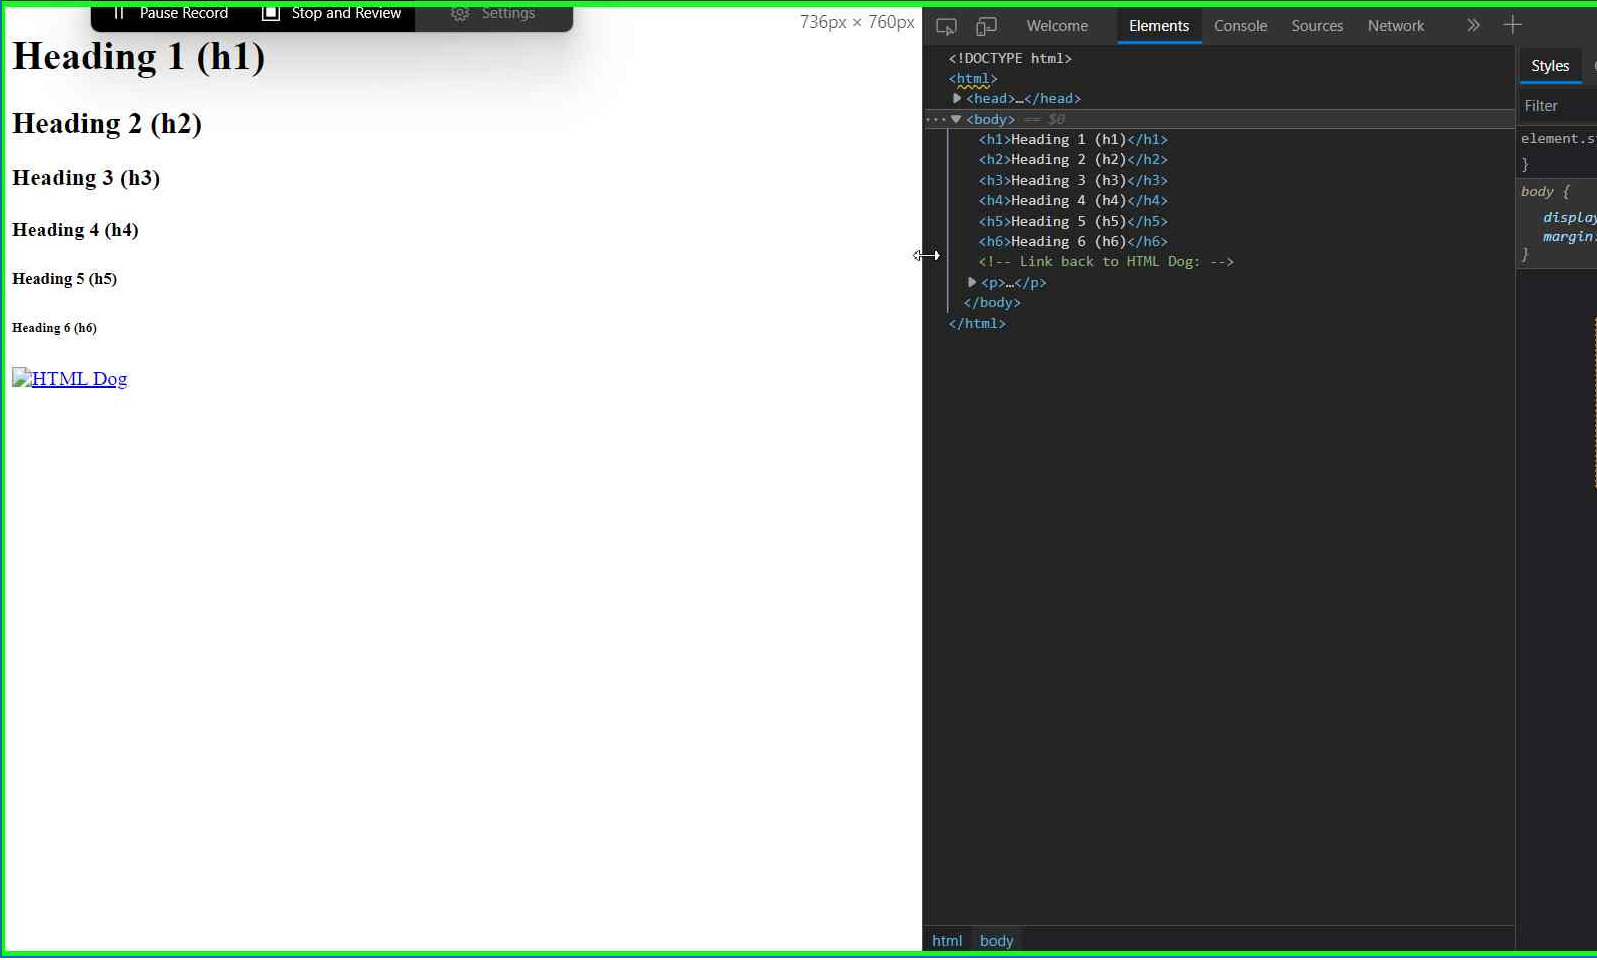 Pause Record Stop and Review Settings
736px × 760px
Heading 1 (h1)
Heading 2 (h2)
Heading 3 (h3)
Heading 4 (h4)
Heading 5 (h5)
Heading 6 (h6)
HTML Dog
Welcome Elements Console Sources Network
<!DOCTYPE html>
<html>
<head>…</head>
<body> == $0
<h1>Heading 1 (h1)</h1>
<h2>Heading 2 (h2)</h2>
<h3>Heading 3 (h3)</h3>
<h4>Heading 4 (h4)</h4>
<h5>Heading 5 (h5)</h5>
<h6>Heading 6 (h6)</h6>
<!-- Link back to HTML Dog: -->
<p>…</p>
</body>
</html>
html body
Styles
Filter
element.s
}
body {
display
margin:
}